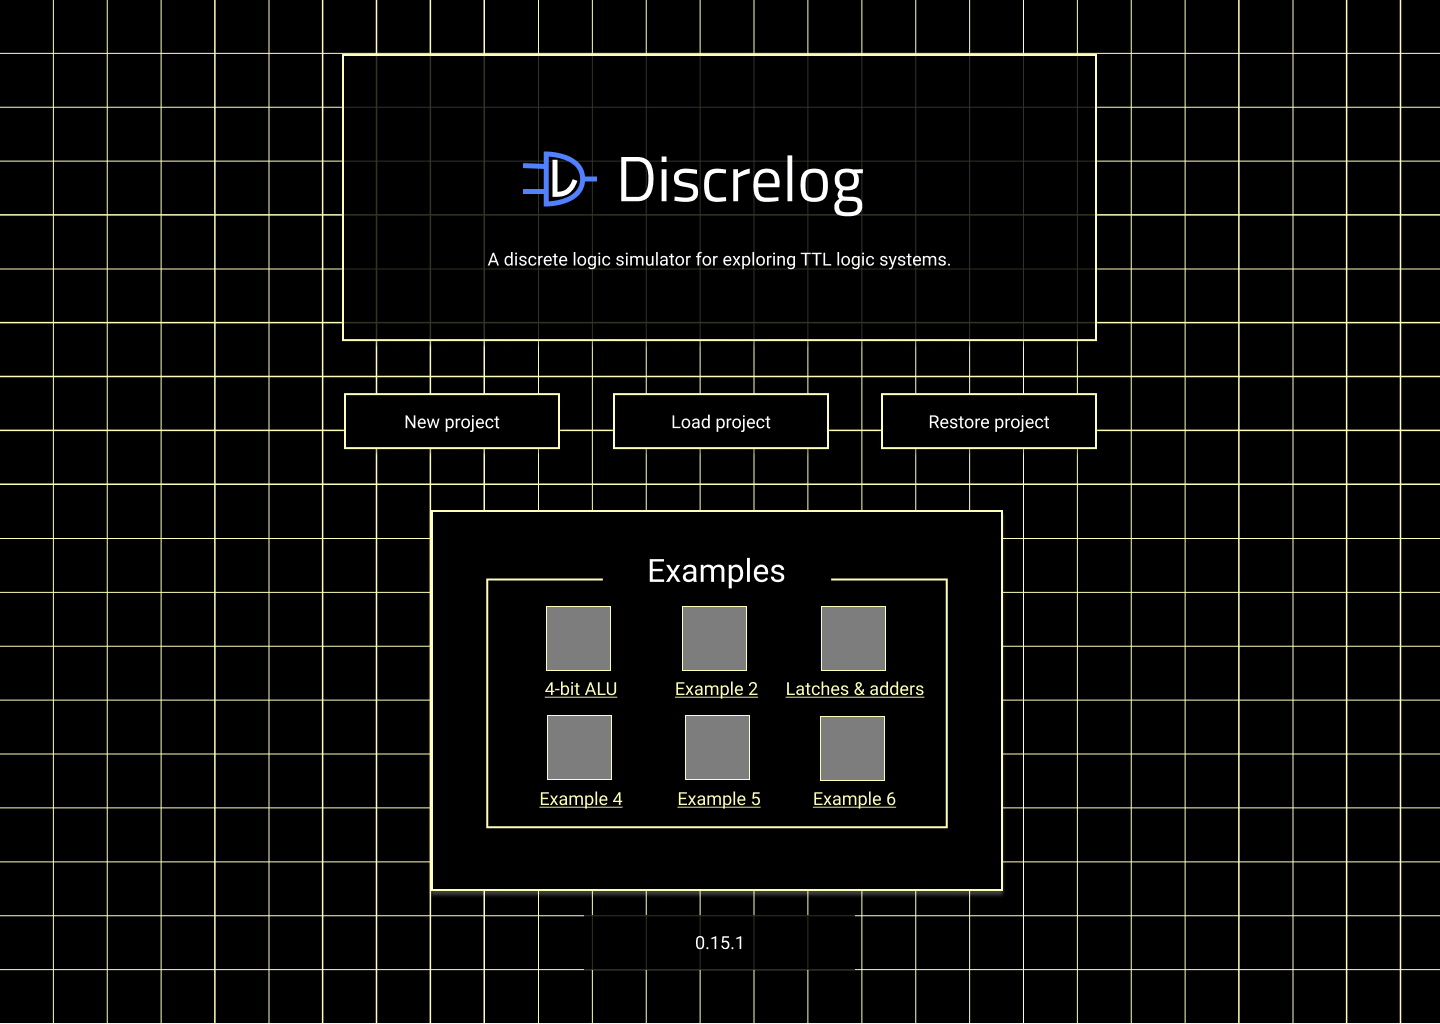 Discrelog
A discrete logic simulator for exploring TTL logic systems.
New project
Load project
Restore project
Examples
4-bit ALU
Example 2
Latches & adders
Example 4
Example 5
Example 6
0.15.1